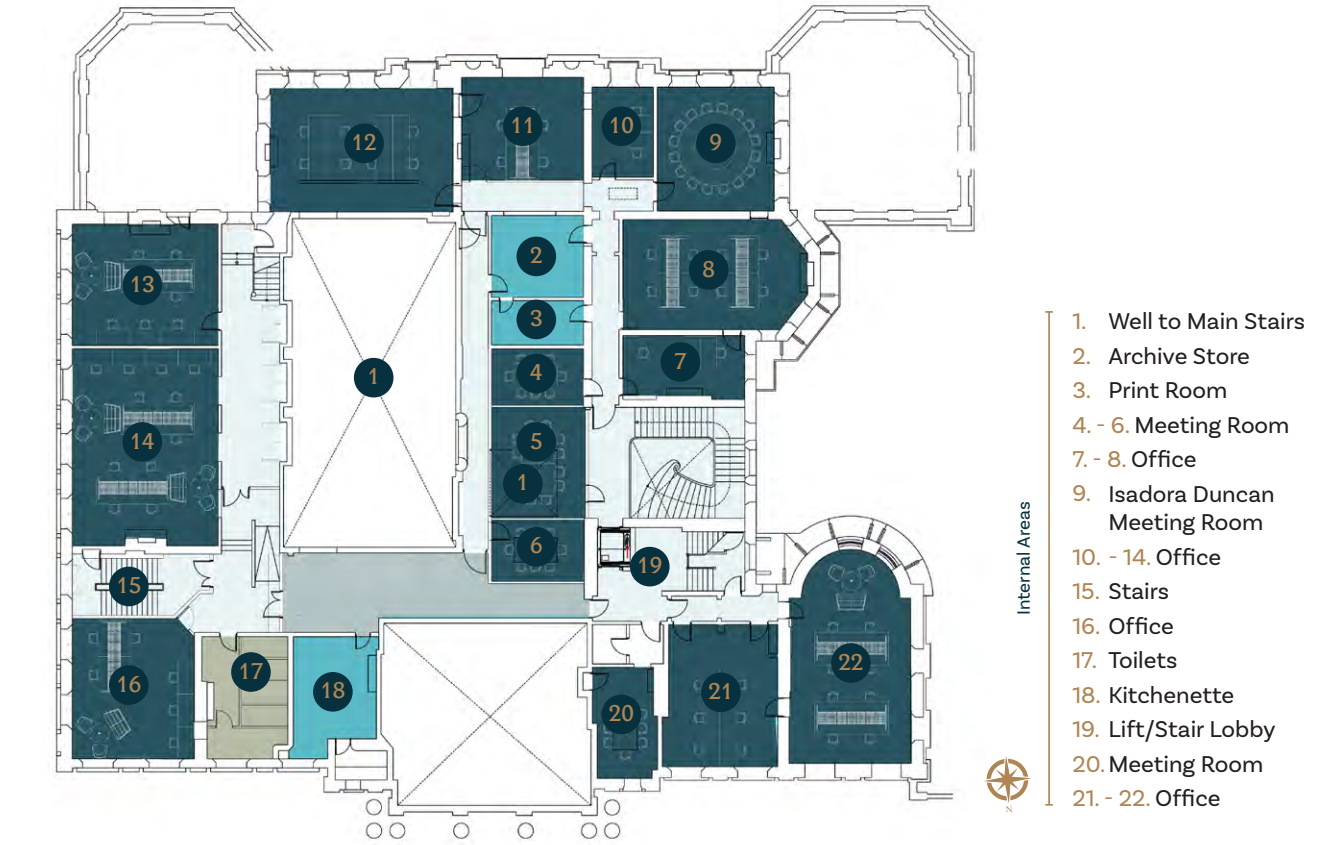 12
11
10
9
2
8
13
3
7
4
1
5
14
1
6
19
15
17
22
16
18
21
20
Internal Areas
N
1. Well to Main Stairs
2. Archive Store
3. Print Room
4. - 6. Meeting Room
7. - 8. Office
9. Isadora Duncan
Meeting Room
10. - 14. Office
15. Stairs
16. Office
17. Toilets
18. Kitchenette
19. Lift/Stair Lobby
20. Meeting Room
21. - 22. Office